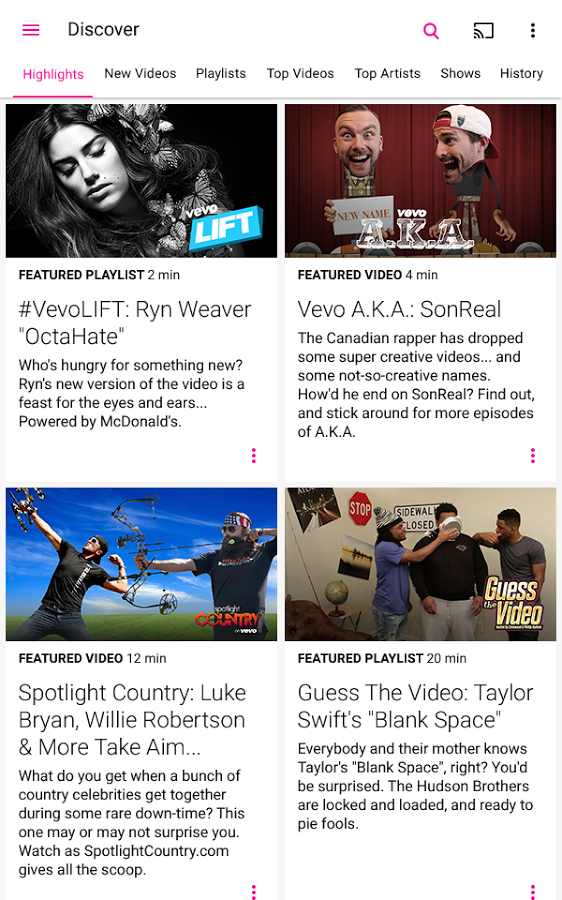 Discover
Highlights New Videos Playlists Top Videos Top Artists Shows History
vevo
LIFT
FEATURED PLAYLIST 2 min
#VevoLIFT: Ryn Weaver
"OctaHate"
Who's hungry for something new?
Ryn's new version of the video is a
feast for the eyes and ears...
Powered by McDonald's.
NEW NAME
vevo
A.K.A.
FEATURED VIDEO 4 min
Vevo A.K.A.: SonReal
The Canadian rapper has dropped
some super creative videos... and
some not-so-creative names.
How'd he end on SonReal? Find out,
and stick around for more episodes
of A.K.A.
spotlight
COUNTRY
on vevo
FEATURED VIDEO 12 min
Spotlight Country: Luke
Bryan, Willie Robertson
& More Take Aim...
What do you get when a bunch of
country celebrities get together
during some rare down-time? This
one may or may not surprise you.
Watch as SpotlightCountry.com
gives all the scoop.
STOP
SIDEWALK
CLOSED
Guess
the
Video
FEATURED PLAYLIST 20 min
Guess The Video: Taylor
Swift's "Blank Space"
Everybody and their mother knows
Taylor's "Blank Space", right? You'd
be surprised. The Hudson Brothers
are locked and loaded, and ready to
pie fools.